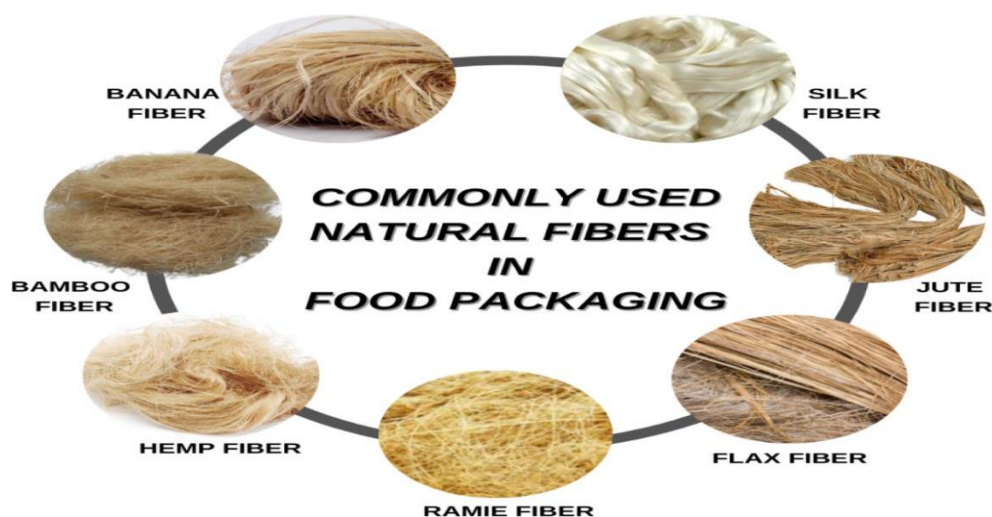 COMMONLY USED
NATURAL FIBERS
IN
FOOD PACKAGING
BANANA
FIBER
SILK
FIBER
BAMBOO
FIBER
JUTE
FIBER
HEMP FIBER
FLAX FIBER
RAMIE FIBER